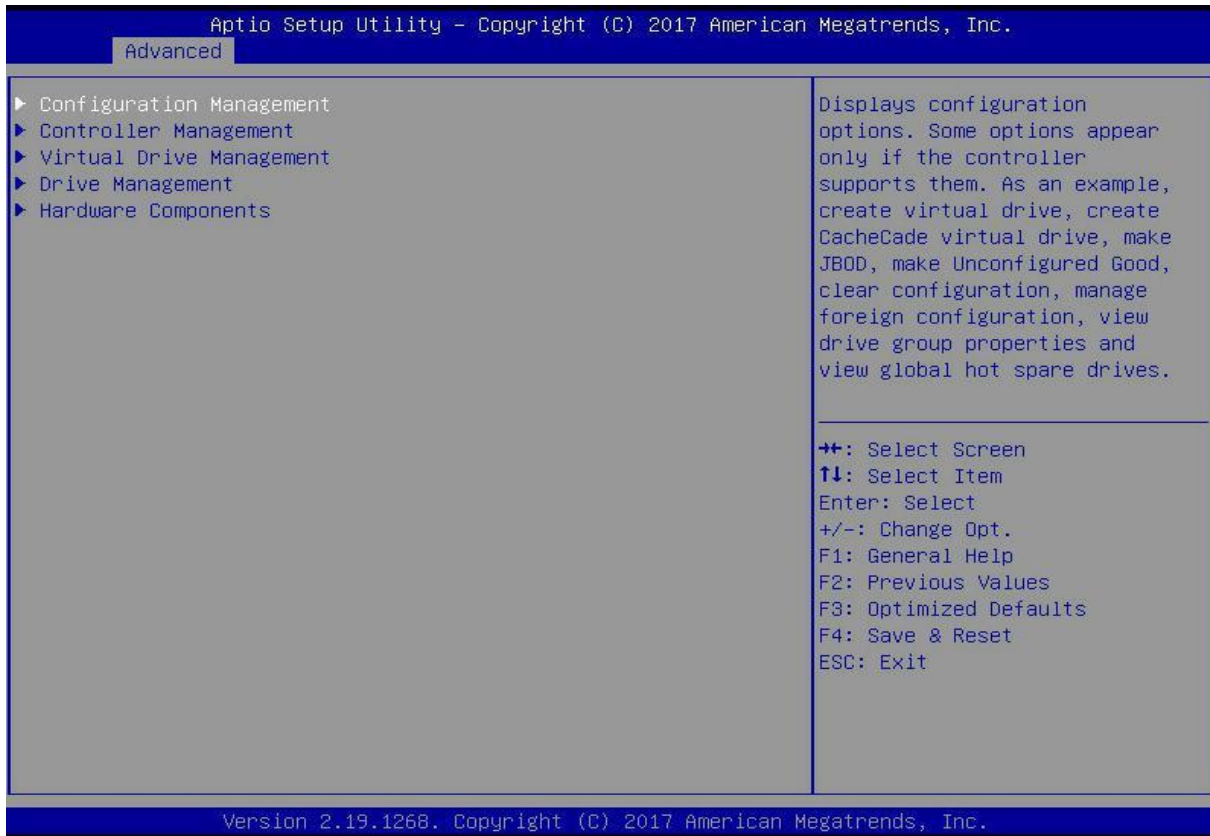 Aptio Setup Utility – Copyright (C) 2017 American Megatrends, Inc.
Advanced
► Configuration Management
► Controller Management
► Virtual Drive Management
► Drive Management
► Hardware Components
Displays configuration
options. Some options appear
only if the controller
supports them. As an example,
create virtual drive, create
CacheCade virtual drive, make
JBOD, make Unconfigured Good,
clear configuration, manage
foreign configuration, view
drive group properties and
view global hot spare drives.
→←: Select Screen
↑↓: Select Item
Enter: Select
+/-: Change Opt.
F1: General Help
F2: Previous Values
F3: Optimized Defaults
F4: Save & Reset
ESC: Exit
Version 2.19.1268. Copyright (C) 2017 American Megatrends, Inc.